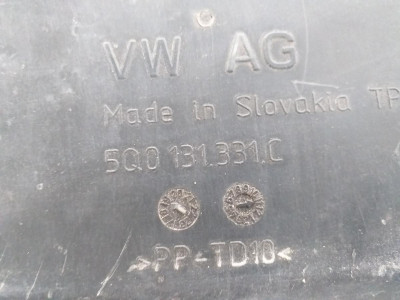 VW AG
Made in Slovakia TP
5Q0.131.331.C
>PP-TD10<